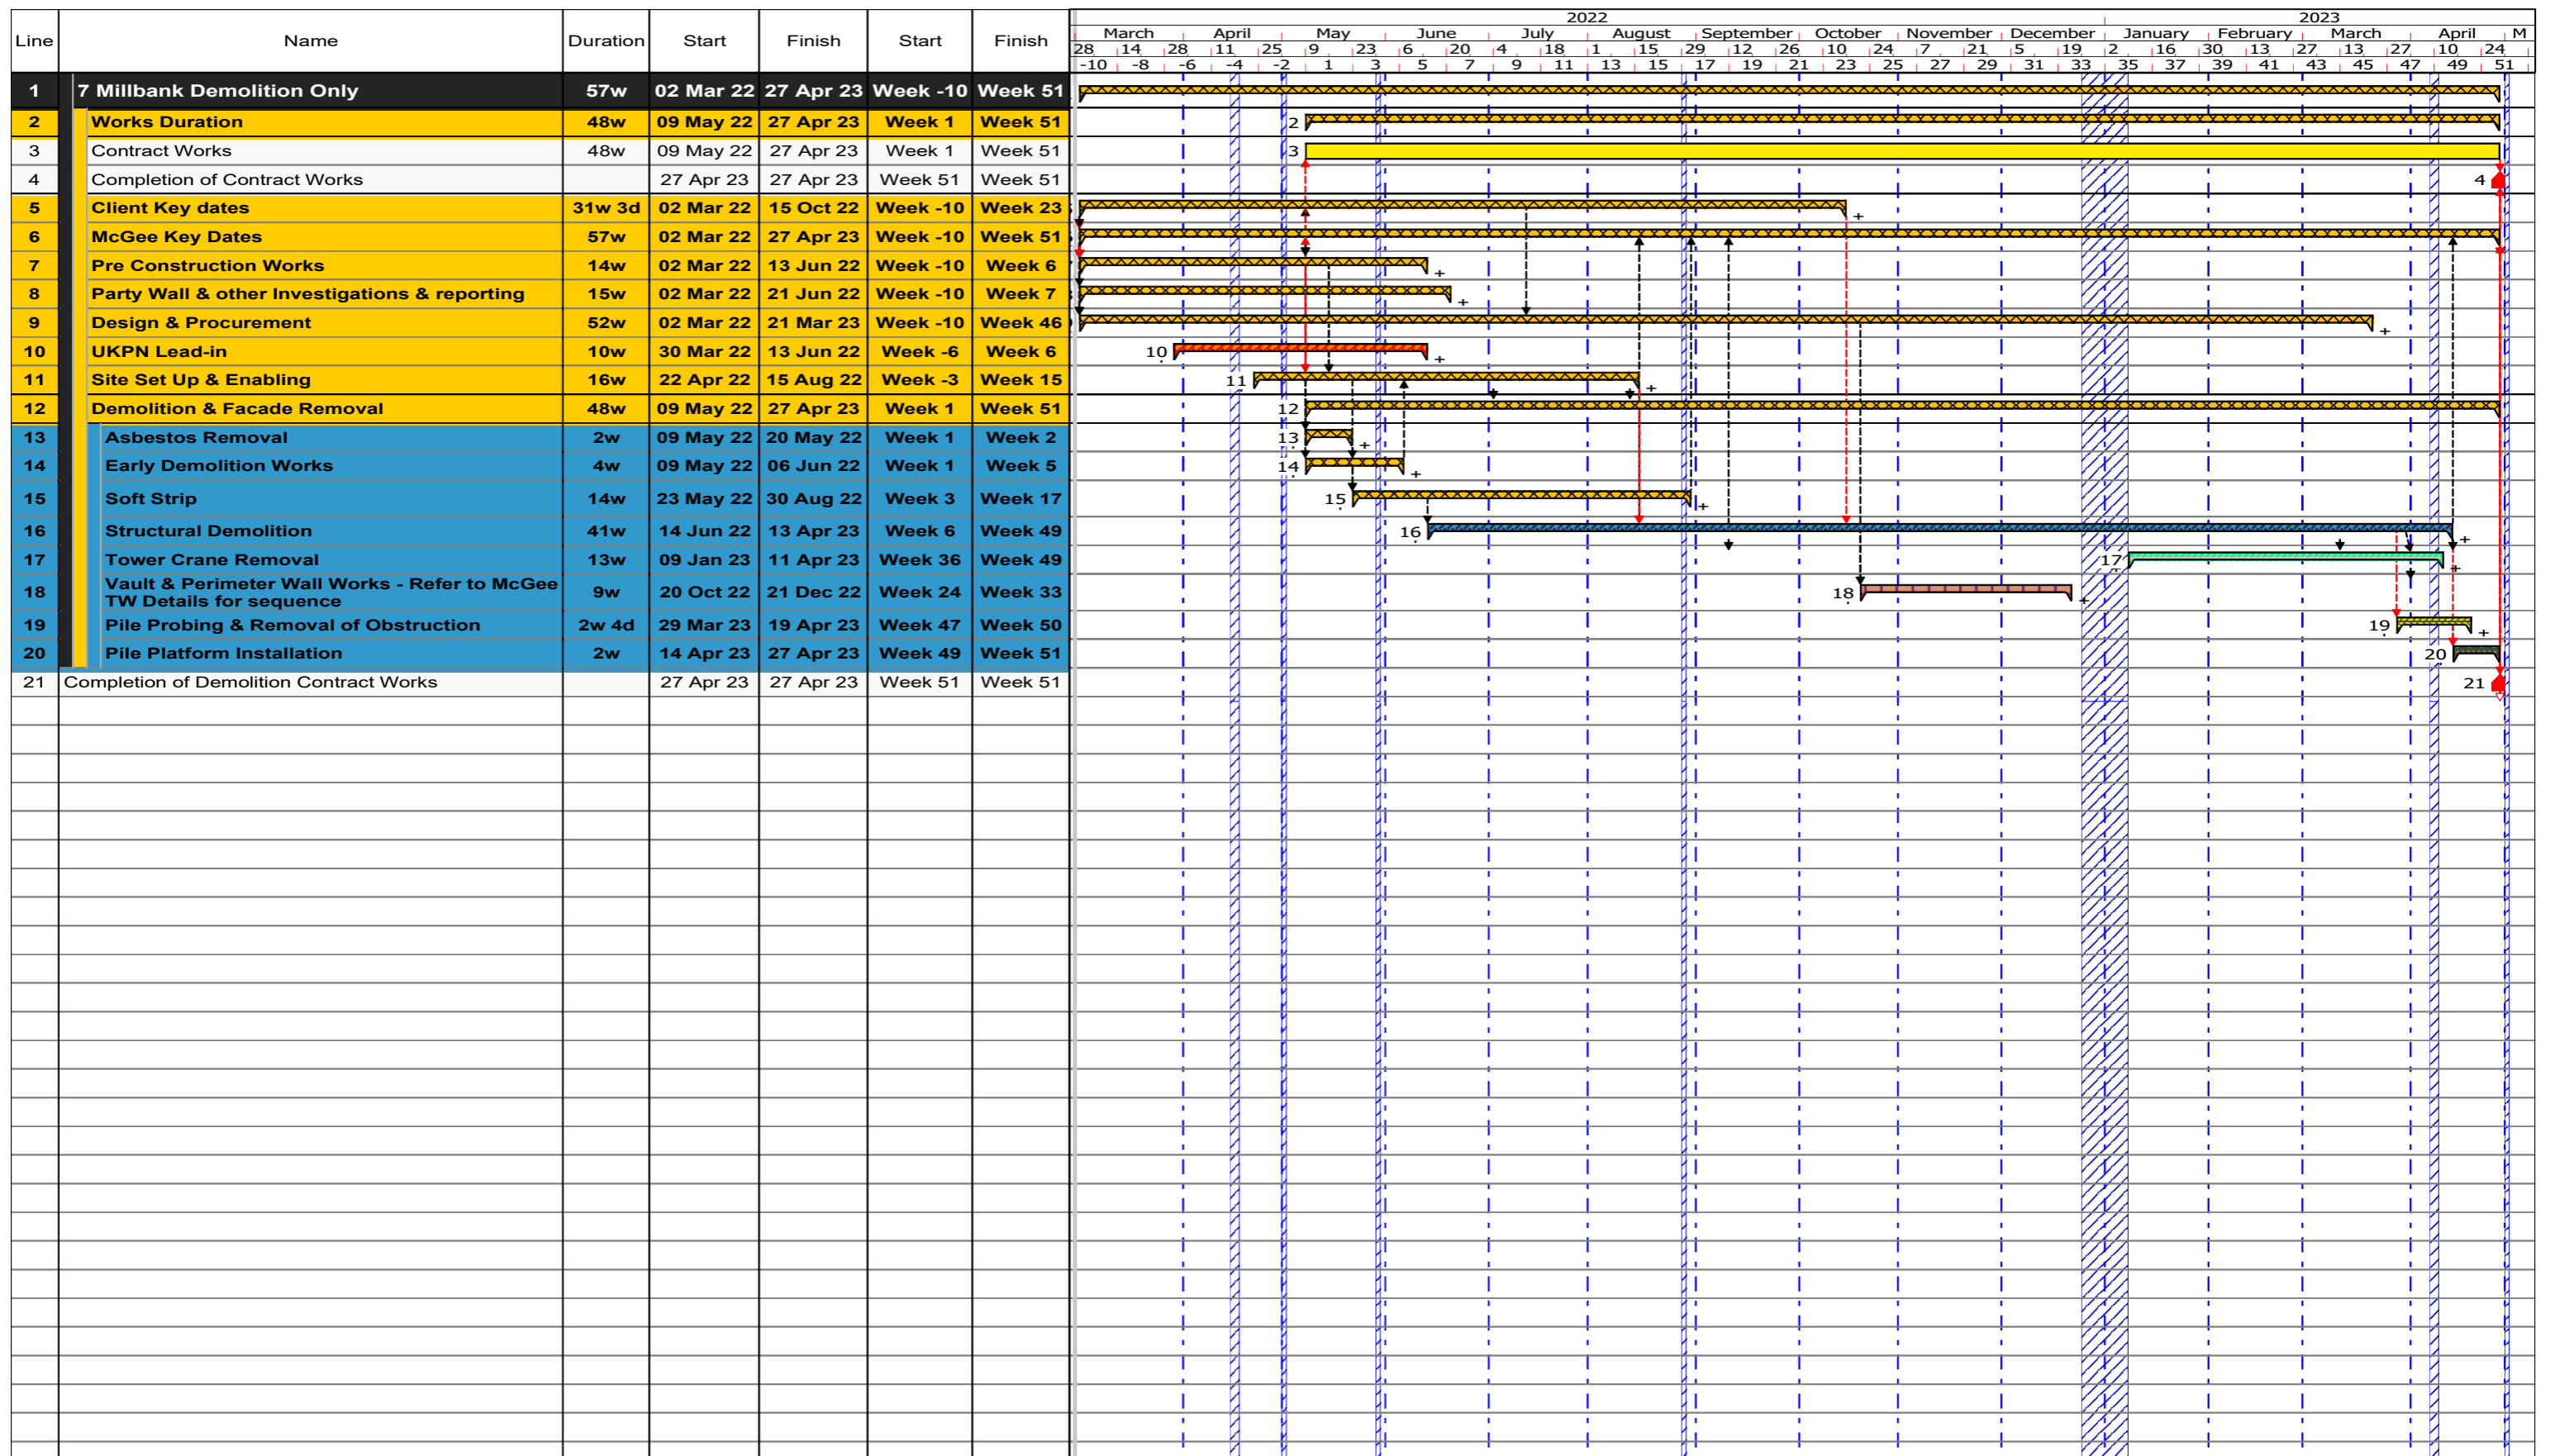 2022 2023
Line Name Duration Start Finish Start Finish
March April May June July August September October November December January February March April M
28 14 28 11 25 9 23 6 20 4 18 1 15 29 12 26 10 24 7 21 5 19 2 16 30 13 27 13 27 10 24
-10 -8 -6 -4 -2 1 3 5 7 9 11 13 15 17 19 21 23 25 27 29 31 33 35 37 39 41 43 45 47 49 51
1 7 Millbank Demolition Only 57w 02 Mar 22 27 Apr 23 Week -10 Week 51
2 Works Duration 48w 09 May 22 27 Apr 23 Week 1 Week 51 2
3 Contract Works 48w 09 May 22 27 Apr 23 Week 1 Week 51 3
4 Completion of Contract Works 27 Apr 23 27 Apr 23 Week 51 Week 51 4
5 Client Key dates 31w 3d 02 Mar 22 15 Oct 22 Week -10 Week 23 +
6 McGee Key Dates 57w 02 Mar 22 27 Apr 23 Week -10 Week 51
7 Pre Construction Works 14w 02 Mar 22 13 Jun 22 Week -10 Week 6 +
8 Party Wall & other Investigations & reporting 15w 02 Mar 22 21 Jun 22 Week -10 Week 7 +
9 Design & Procurement 52w 02 Mar 22 21 Mar 23 Week -10 Week 46 +
10 UKPN Lead-in 10w 30 Mar 22 13 Jun 22 Week -6 Week 6 10 +
11 Site Set Up & Enabling 16w 22 Apr 22 15 Aug 22 Week -3 Week 15 11 +
12 Demolition & Facade Removal 48w 09 May 22 27 Apr 23 Week 1 Week 51 12
13 Asbestos Removal 2w 09 May 22 20 May 22 Week 1 Week 2 13 +
14 Early Demolition Works 4w 09 May 22 06 Jun 22 Week 1 Week 5 14 +
15 Soft Strip 14w 23 May 22 30 Aug 22 Week 3 Week 17 15 +
16 Structural Demolition 41w 14 Jun 22 13 Apr 23 Week 6 Week 49 16 +
17 Tower Crane Removal 13w 09 Jan 23 11 Apr 23 Week 36 Week 49 17 +
18 Vault & Perimeter Wall Works - Refer to McGee
TW Details for sequence 9w 20 Oct 22 21 Dec 22 Week 24 Week 33 18 +
19 Pile Probing & Removal of Obstruction 2w 4d 29 Mar 23 19 Apr 23 Week 47 Week 50 19 +
20 Pile Platform Installation 2w 14 Apr 23 27 Apr 23 Week 49 Week 51 20
21 Completion of Demolition Contract Works 27 Apr 23 27 Apr 23 Week 51 Week 51 21